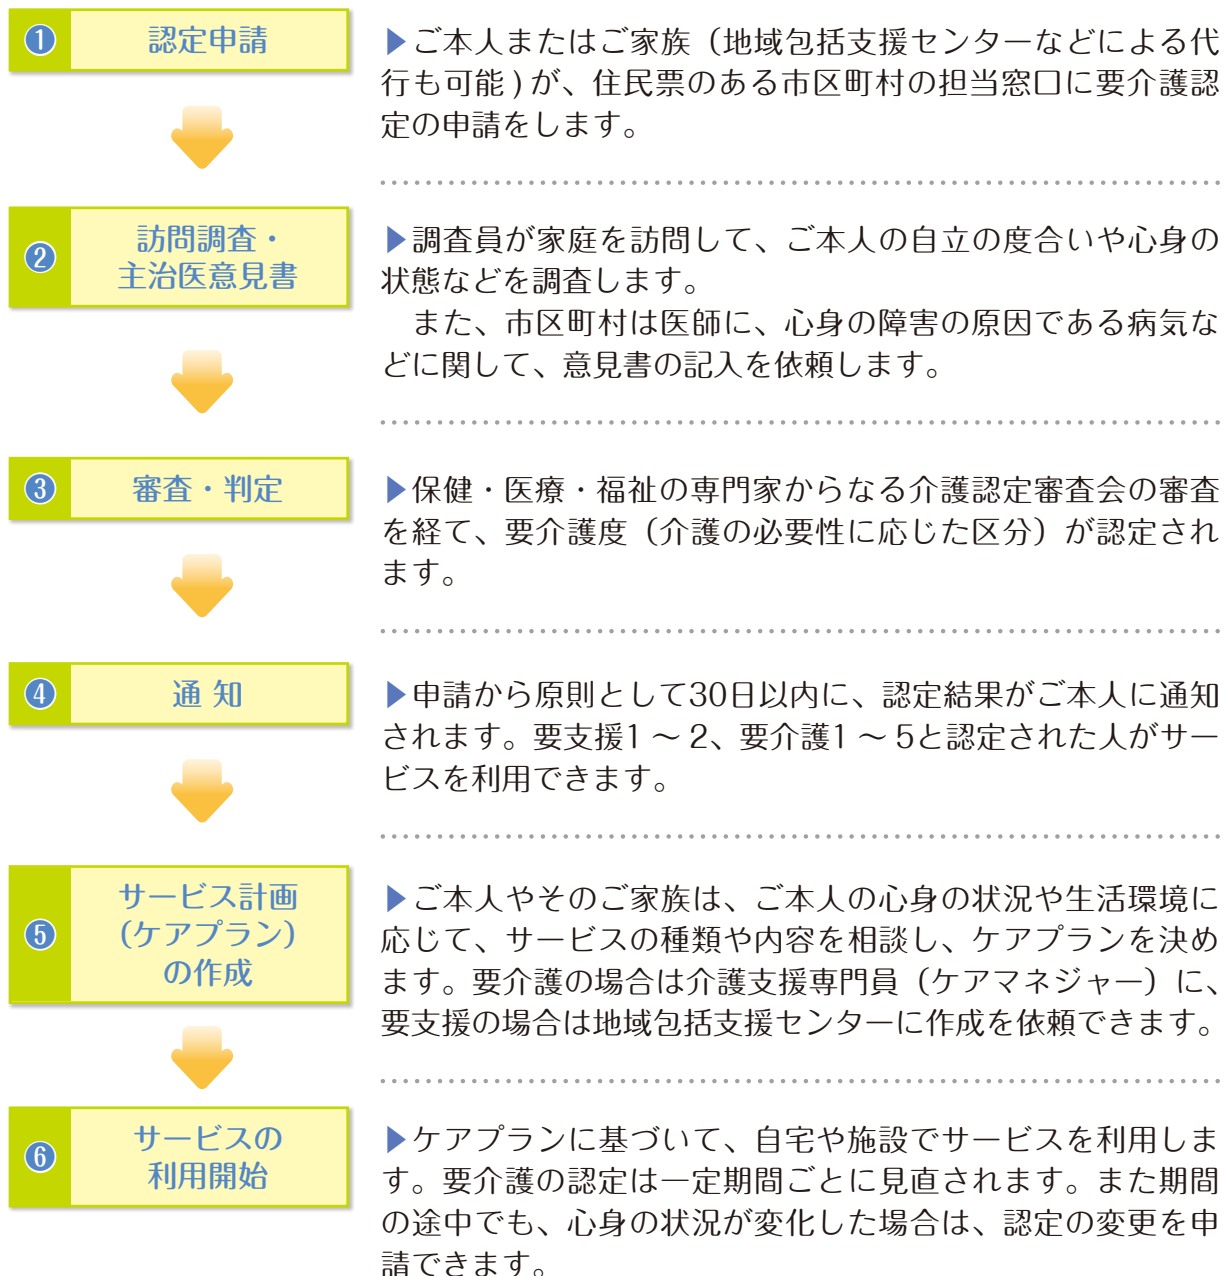 ❶ 認定申請
▶ご本人またはご家族（地域包括支援センターなどによる代
行も可能)が、住民票のある市区町村の担当窓口に要介護認
定の申請をします。
❷ 訪問調査・
主治医意見書
▶調査員が家庭を訪問して、ご本人の自立の度合いや心身の
状態などを調査します。
　また、市区町村は医師に、心身の障害の原因である病気な
どに関して、意見書の記入を依頼します。
❸ 審査・判定
▶保健・医療・福祉の専門家からなる介護認定審査会の審査
を経て、要介護度（介護の必要性に応じた区分）が認定され
ます。
❹ 通 知
▶申請から原則として30日以内に、認定結果がご本人に通知
されます。要支援1 ～ 2、要介護1 ～ 5と認定された人がサー
ビスを利用できます。
❺ サービス計画
（ケアプラン）
の作成
▶ご本人やそのご家族は、ご本人の心身の状況や生活環境に
応じて、サービスの種類や内容を相談し、ケアプランを決め
ます。要介護の場合は介護支援専門員（ケアマネジャー）に、
要支援の場合は地域包括支援センターに作成を依頼できます。
❻ サービスの
利用開始
▶ケアプランに基づいて、自宅や施設でサービスを利用しま
す。要介護の認定は一定期間ごとに見直されます。また期間
の途中でも、心身の状況が変化した場合は、認定の変更を申
請できます。